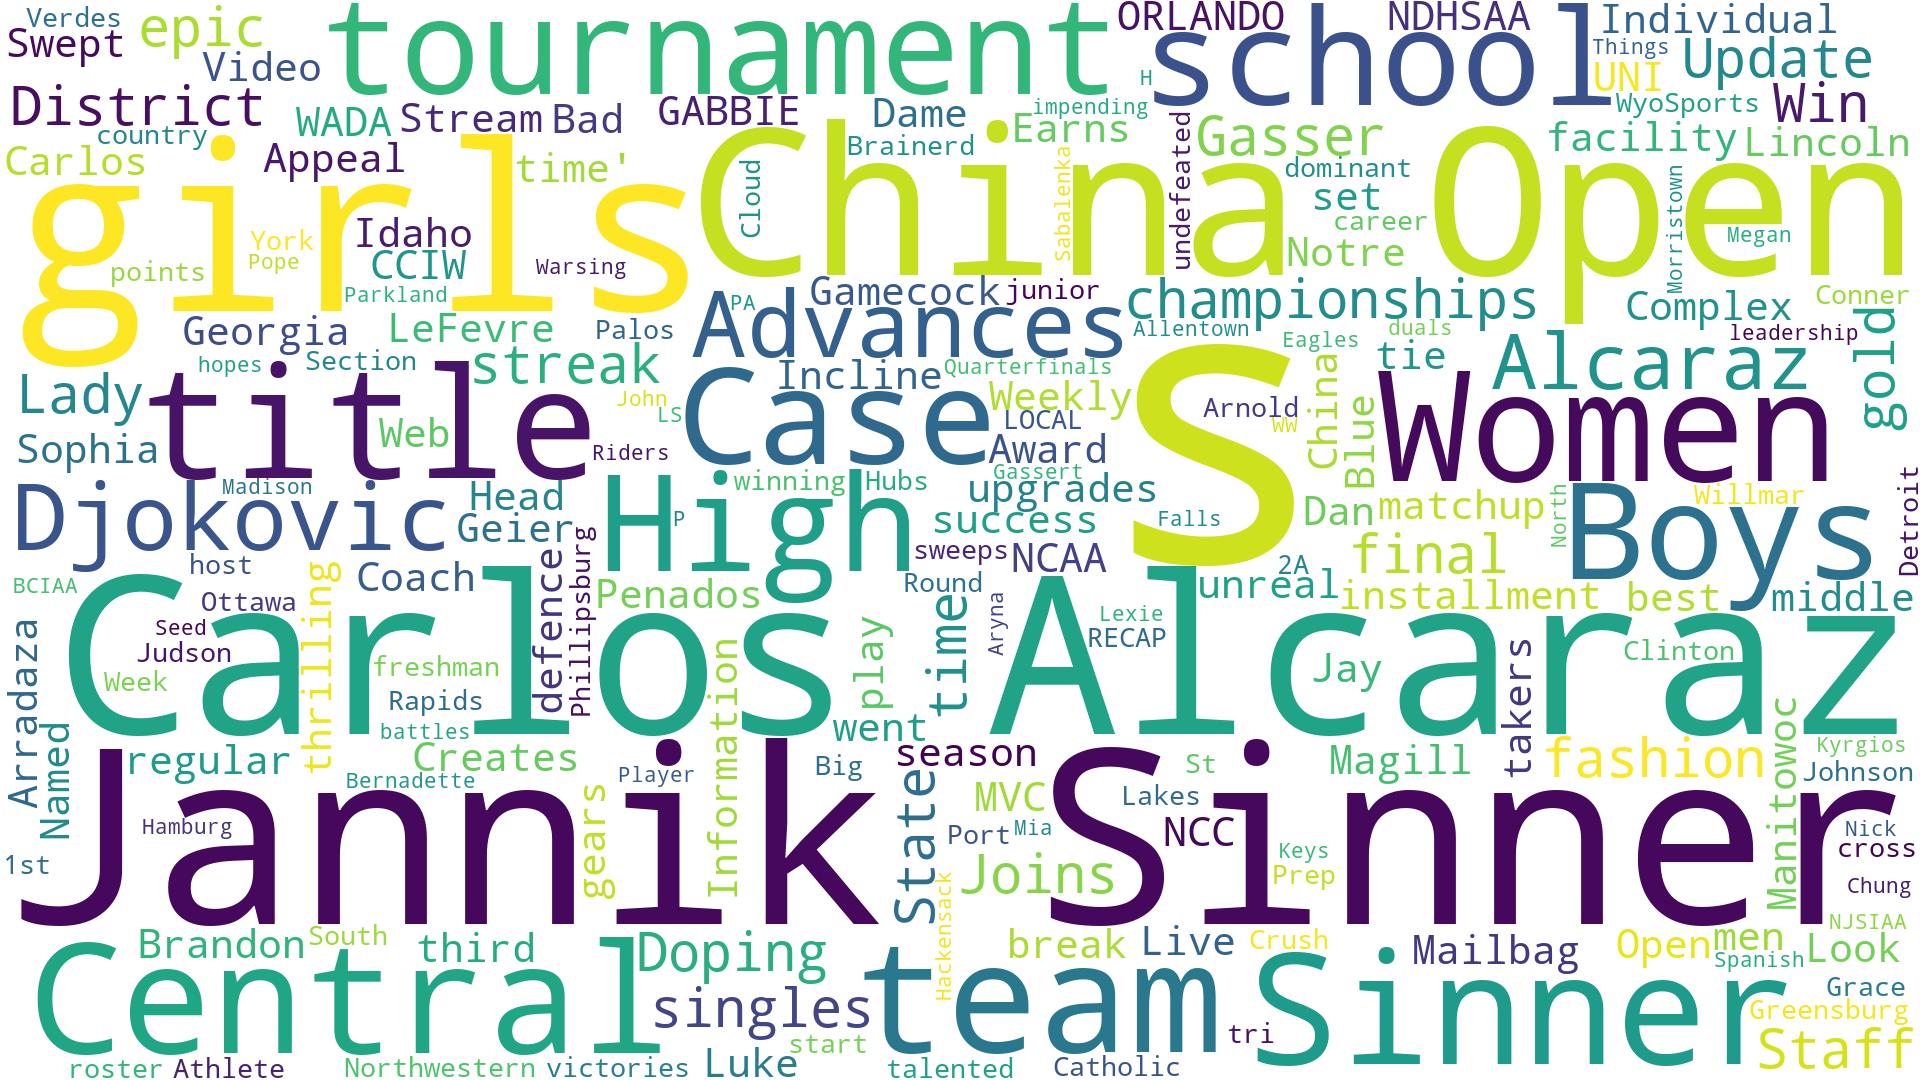 Verdes
Swept
epic
Video
tournament
ORLANDO
NDHSAA
school
Individual
Things
Update
UNI
H
WyoSports
Win
District
country
WADA
Stream
Bad
GABBIE
Dame
impending
Earns
Brainerd
undefeated
Gasser
facility
Lincoln
Carlos
Appeal
time'
girls
China
Open
Cloud
Sabalenka
dominant
set
career
Notre
Morristown
Megan
Idaho
York
Pope
CCIW
Warsing
points
Parkland
Georgia
LeFevre
Palos
PA
Gamecock
junior
championships
Complex
Conner
Advances
Allentown
Eagles
duals
leadership
hopes
Section
streak
Incline
Quarterfinals
China
tie
Alcaraz
gold
Lady
title
Case
Weekly
S
Arnold
WW
Women
John
LS
LOCAL
Blue
Sophia
Web
Riders
Award
Gassert
Detroit
Djokovic
Madison
Head
High
winning
Hubs
upgrades
Willmar
Boys
Geier
P
success
Falls
Dan
matchup
North
sweeps
NCAA
final
2A
host
Coach
defence
Phillipsburg
BCIAA
thrilling
Penados
Round
unreal
installment
best
middle
Ottawa
Carlos
Alcaraz
Aryna
Lexie
RECAP
Seed
Judson
Week
freshman
Rapids
battles
Information
play
time
Jay
takers
Clinton
Arradaza
Named
went
regular
Creates
season
St
Magill
fashion
Manitowoc
Kyrgios
Johnson
Bernadette
Player
Big
Jannik
Sinner
State
MVC
Lakes
Hamburg
gears
Port
Mia
NCC
Nick
cross
1st
Joins
Keys
Prep
Chung
Hackensack
NJSIAA
Brandon
South
third
Doping
break
Live
Crush
Mailbag
Open
men
Spanish
Look
Central
team
Sinner
singles
Grace
Greensburg
start
tri
Staff
roster
Athlete
Northwestern
victories
Luke
talented
Catholic